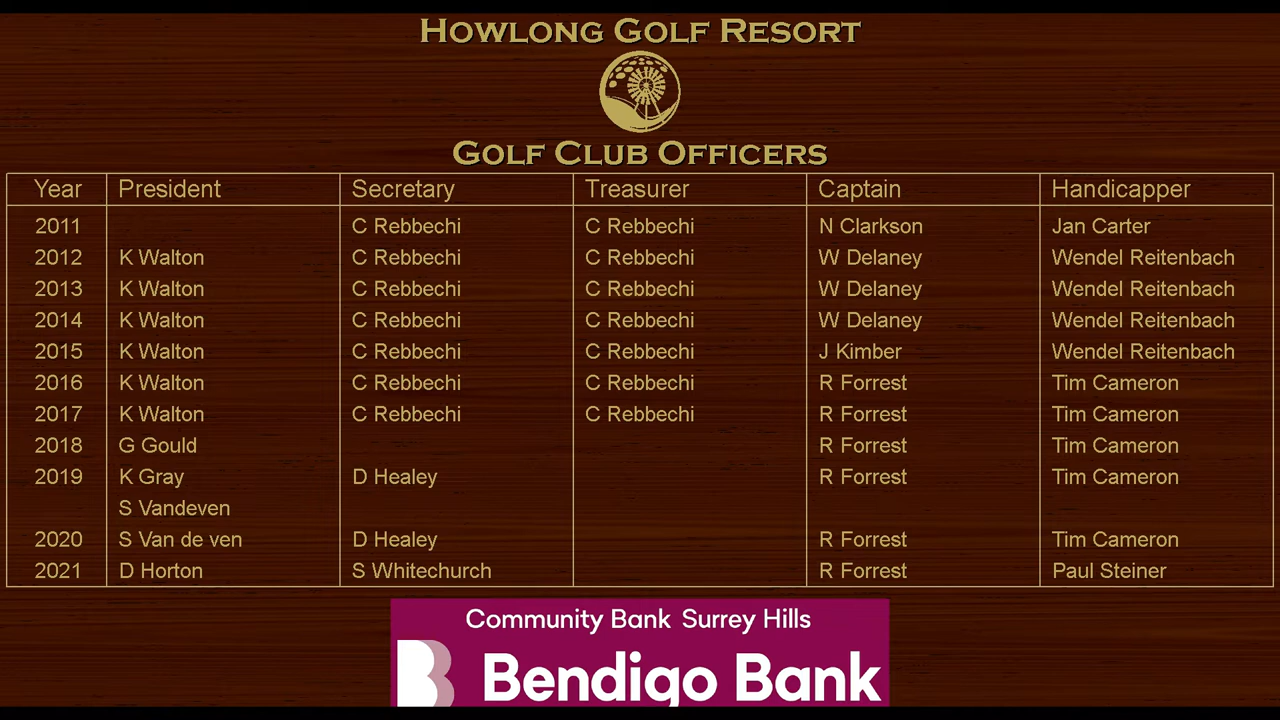 HOWLONG GOLF RESORT
GOLF CLUB OFFICERS
Year President Secretary Treasurer Captain Handicapper
2011 C Rebbechi C Rebbechi N Clarkson Jan Carter
2012 K Walton C Rebbechi C Rebbechi W Delaney Wendel Reitenbach
2013 K Walton C Rebbechi C Rebbechi W Delaney Wendel Reitenbach
2014 K Walton C Rebbechi C Rebbechi W Delaney Wendel Reitenbach
2015 K Walton C Rebbechi C Rebbechi J Kimber Wendel Reitenbach
2016 K Walton C Rebbechi C Rebbechi R Forrest Tim Cameron
2017 K Walton C Rebbechi C Rebbechi R Forrest Tim Cameron
2018 G Gould R Forrest Tim Cameron
2019 K Gray D Healey R Forrest Tim Cameron
S Vandeven
2020 S Van de ven D Healey R Forrest Tim Cameron
2021 D Horton S Whitechurch R Forrest Paul Steiner
Community Bank Surrey Hills
Bendigo Bank